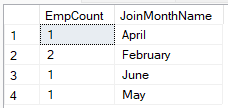 EmpCount JoinMonthName
1 1 April
2 2 February
3 1 June
4 1 May